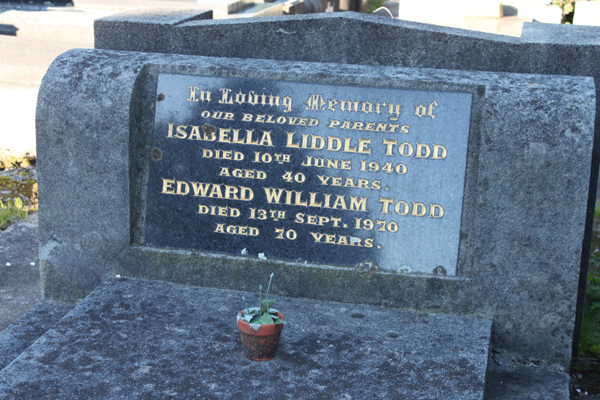 In Loving Memory of
OUR BELOVED PARENTS
ISABELLA LIDDLE TODD
DIED 10TH JUNE 1940
AGED 40 YEARS.
EDWARD WILLIAM TODD
DIED 13TH SEPT. 1970
AGED 70 YEARS.